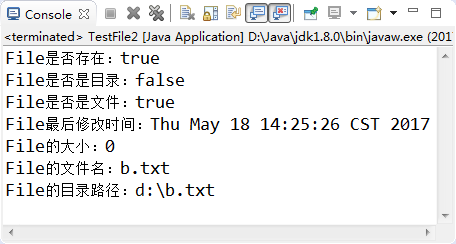 Console
<terminated> TestFile2 [Java Application] D:\Java\jdk1.8.0\bin\javaw.exe (201
File是否存在：true
File是否是目录：false
File是否是文件：true
File最后修改时间：Thu May 18 14:25:26 CST 2017
File的大小：0
File的文件名：b.txt
File的目录路径：d:\b.txt